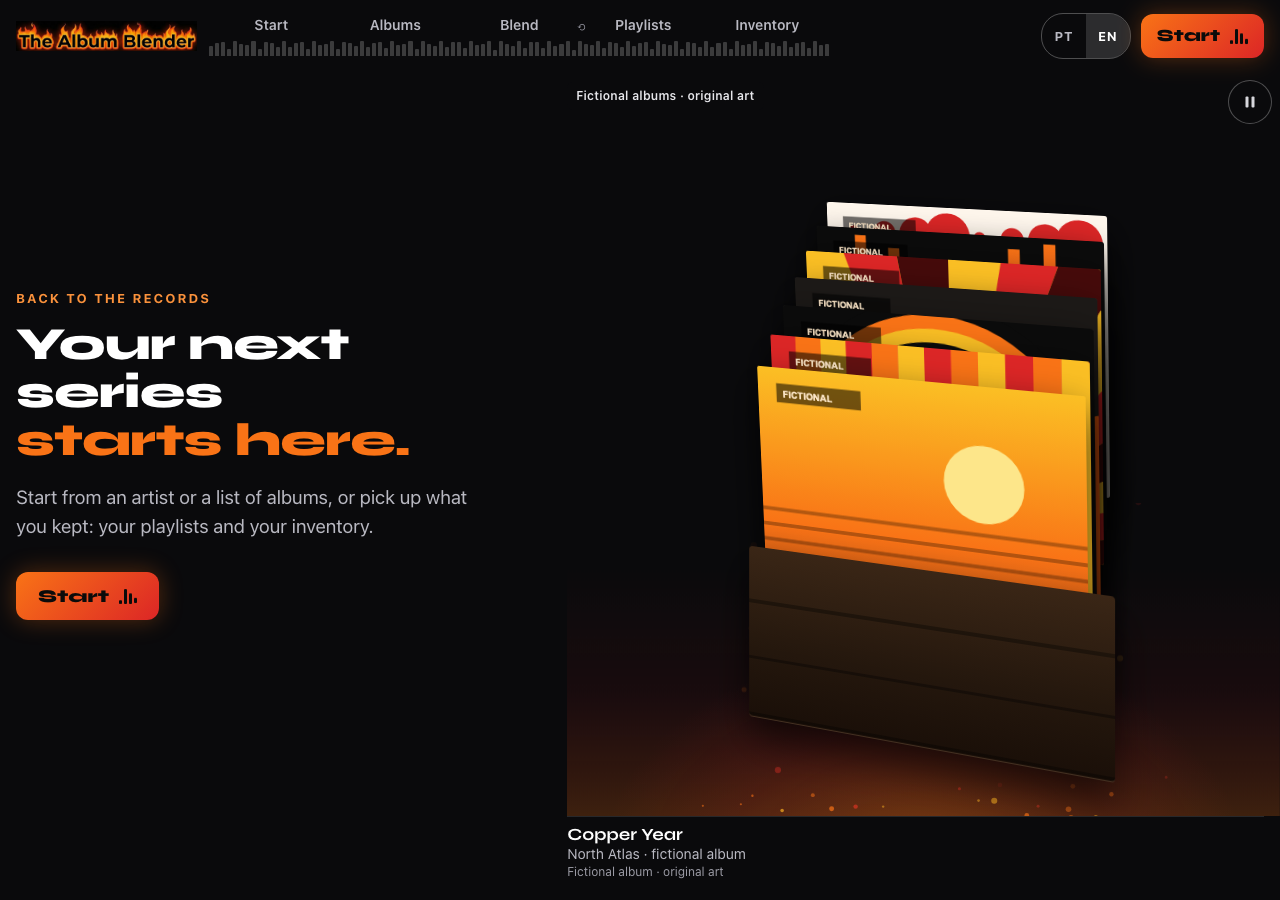 The Album Blender
Start
Albums
Blend
Playlists
Inventory
PT
EN
Start
Fictional albums · original art
FICTIONAL
FICTIONAL
FICTIONAL
FICTIONAL
FICTIONAL
FICTIONAL
FICTIONAL
BACK TO THE RECORDS
Your next
series
starts here.
Start from an artist or a list of albums, or pick up what
you kept: your playlists and your inventory.
Start
Copper Year
North Atlas · fictional album
Fictional album · original art